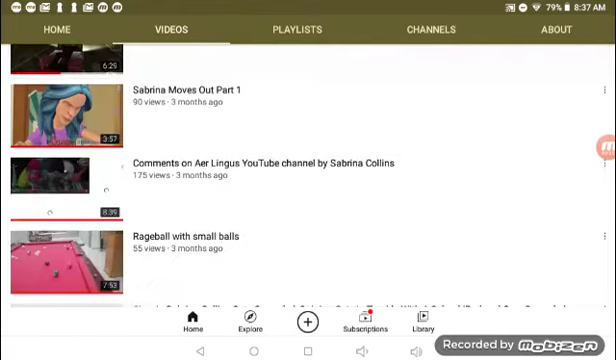 79% 8:37 AM
HOME VIDEOS PLAYLISTS CHANNELS ABOUT
6:29
Sabrina Moves Out Part 1
90 views · 3 months ago
3:57
Comments on Aer Lingus YouTube channel by Sabrina Collins
175 views · 3 months ago
8:39
Rageball with small balls
55 views · 3 months ago
7:53
Home Explore Subscriptions Library
Recorded by mobizen